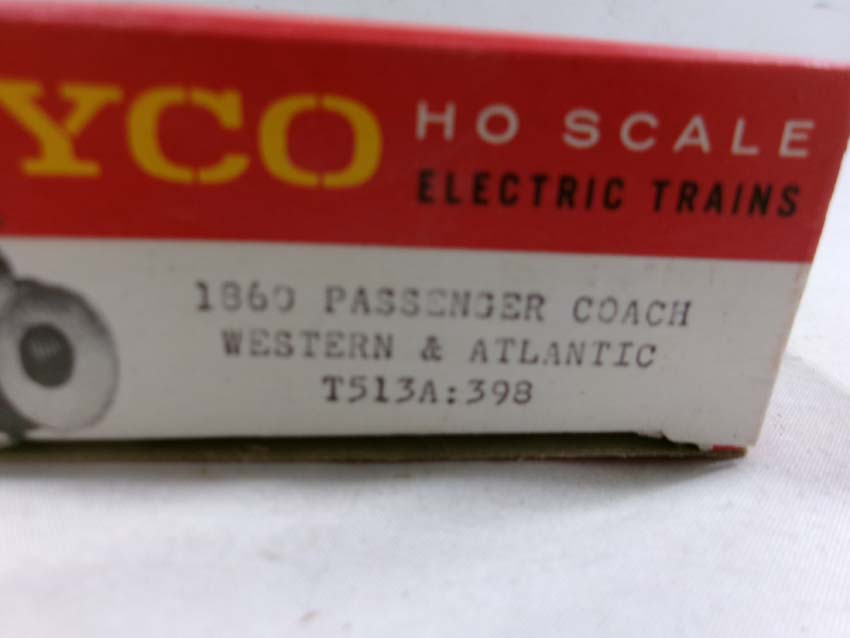 YCO
HO SCALE
ELECTRIC TRAINS
1860 PASSENGER COACH
WESTERN & ATLANTIC
T513A:398